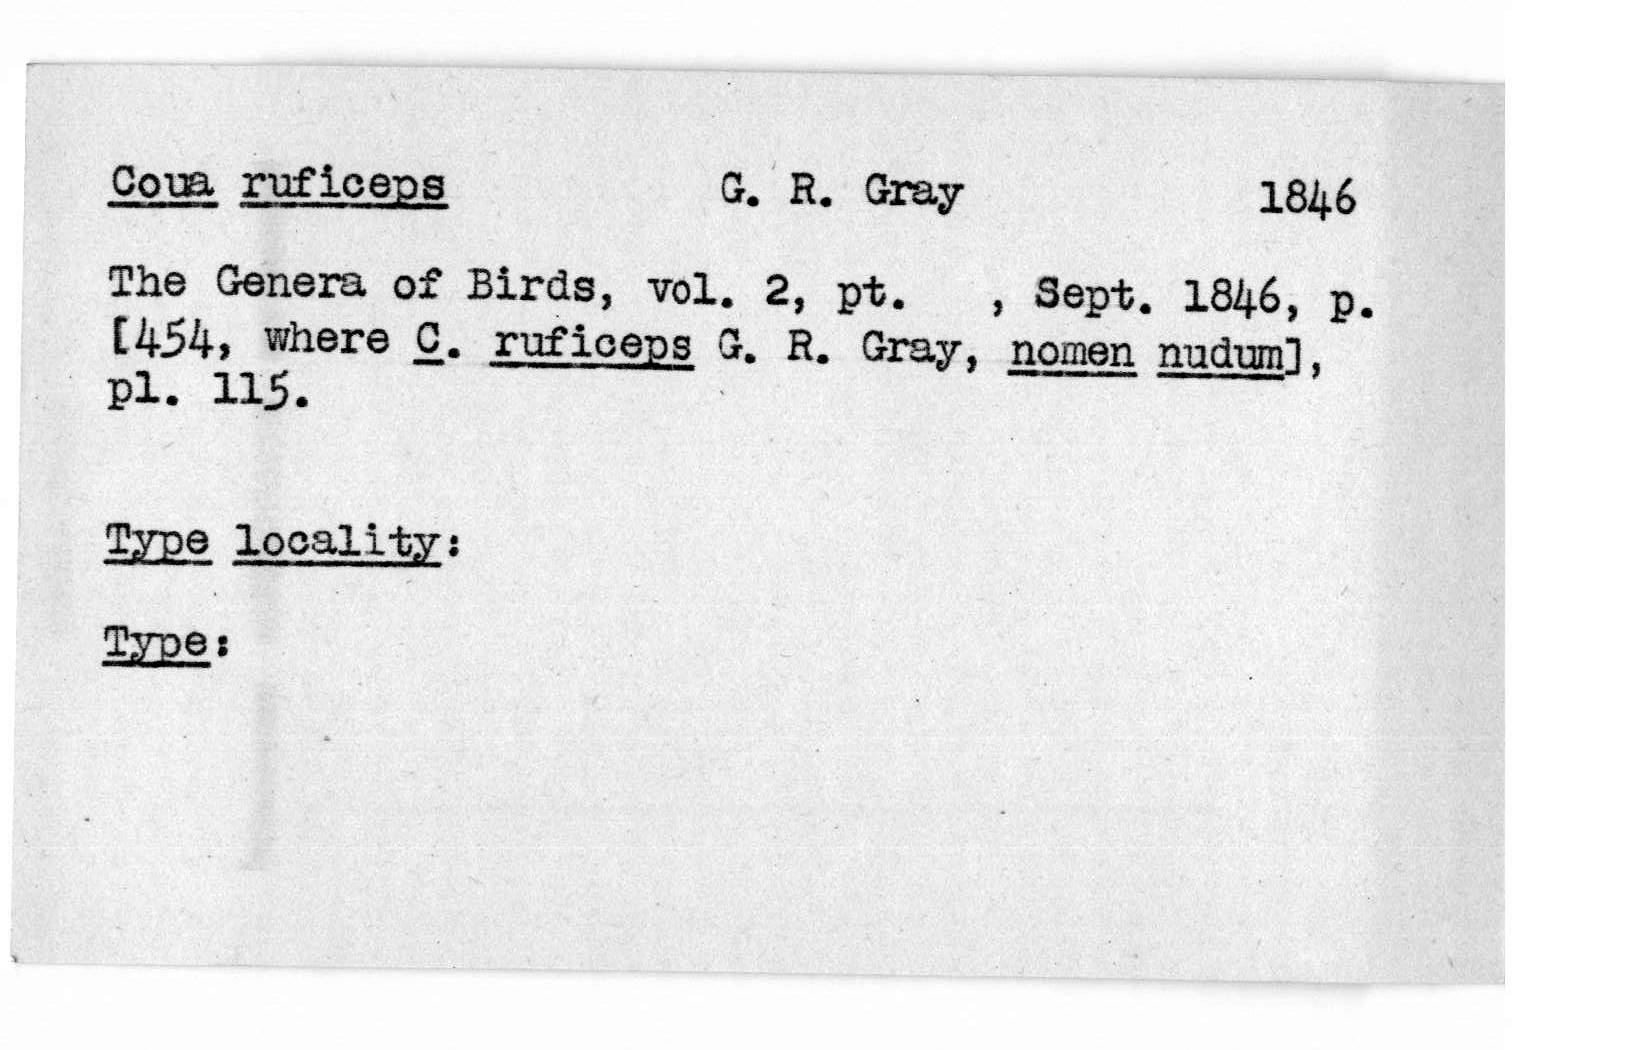 Coua ruficeps G. R. Gray 1846
The Genera of Birds, vol. 2, pt. , Sept. 1846, p.
[454, where C. ruficeps G. R. Gray, nomen nudum],
pl. 115.
Type locality:
Type: